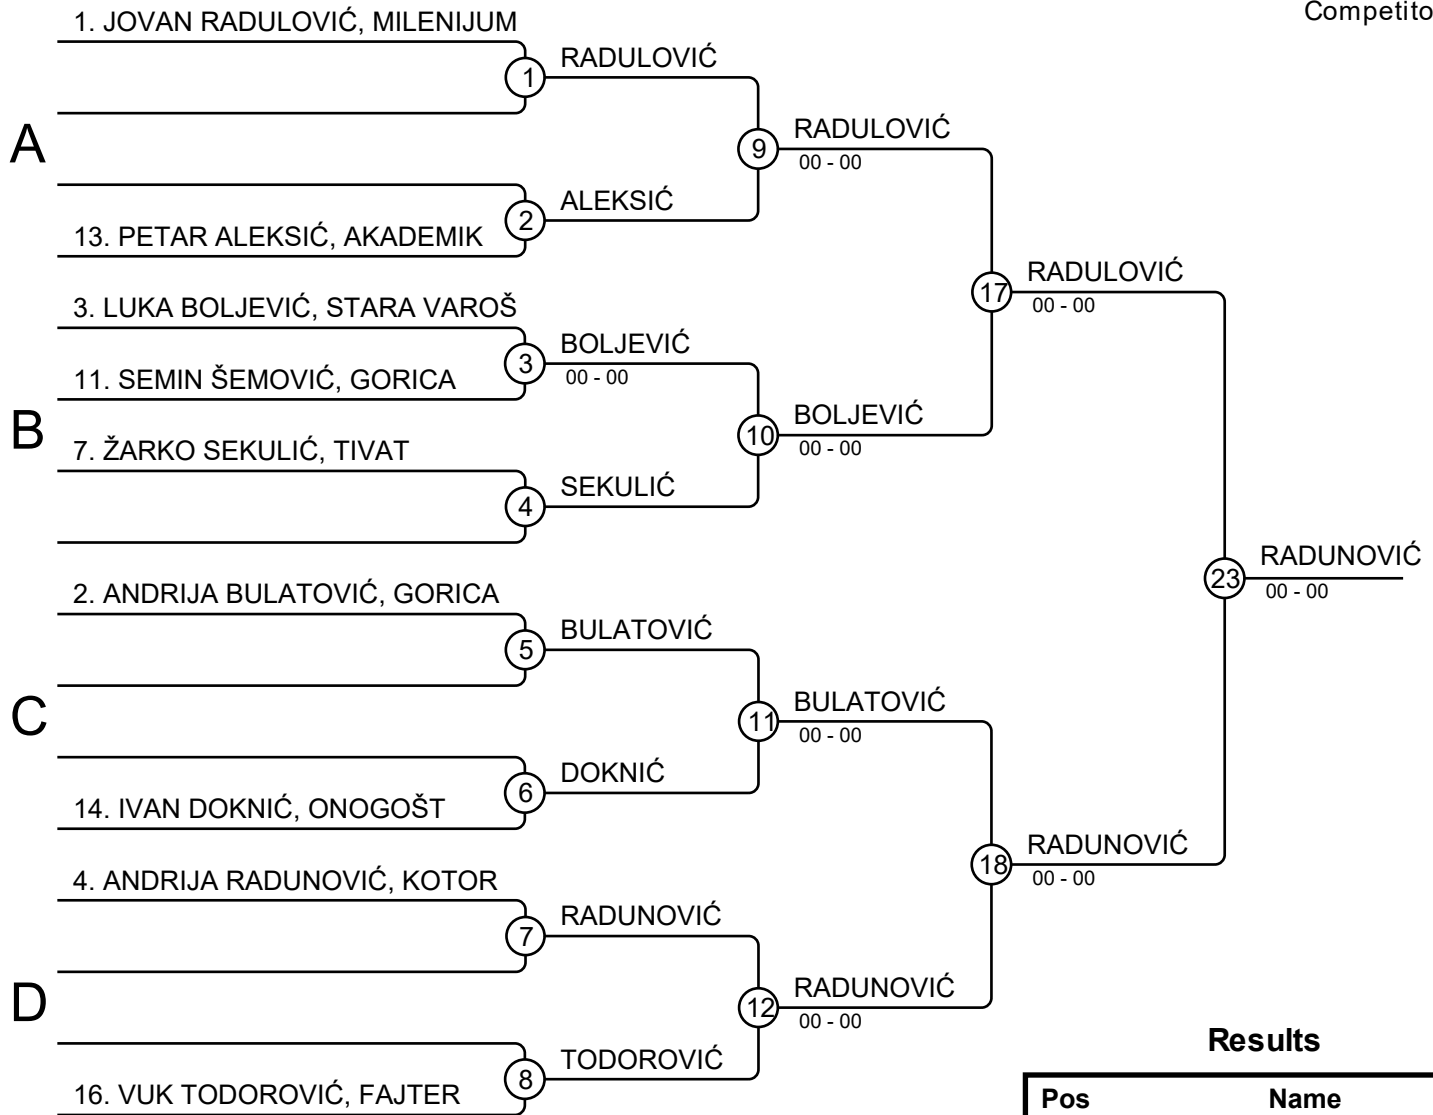 Competito
1. JOVAN RADULOVIĆ, MILENIJUM
1
RADULOVIĆ
A
9
RADULOVIĆ
00 - 00
2
ALEKSIĆ
13. PETAR ALEKSIĆ, AKADEMIK
17
RADULOVIĆ
00 - 00
3. LUKA BOLJEVIĆ, STARA VAROŠ
3
BOLJEVIĆ
00 - 00
11. SEMIN ŠEMOVIĆ, GORICA
B
10
BOLJEVIĆ
00 - 00
7. ŽARKO SEKULIĆ, TIVAT
4
SEKULIĆ
23
RADUNOVIĆ
00 - 00
2. ANDRIJA BULATOVIĆ, GORICA
5
BULATOVIĆ
C
11
BULATOVIĆ
00 - 00
6
DOKNIĆ
14. IVAN DOKNIĆ, ONOGOŠT
18
RADUNOVIĆ
00 - 00
4. ANDRIJA RADUNOVIĆ, KOTOR
7
RADUNOVIĆ
D
12
RADUNOVIĆ
00 - 00
8
TODOROVIĆ
16. VUK TODOROVIĆ, FAJTER
Results
Pos Name